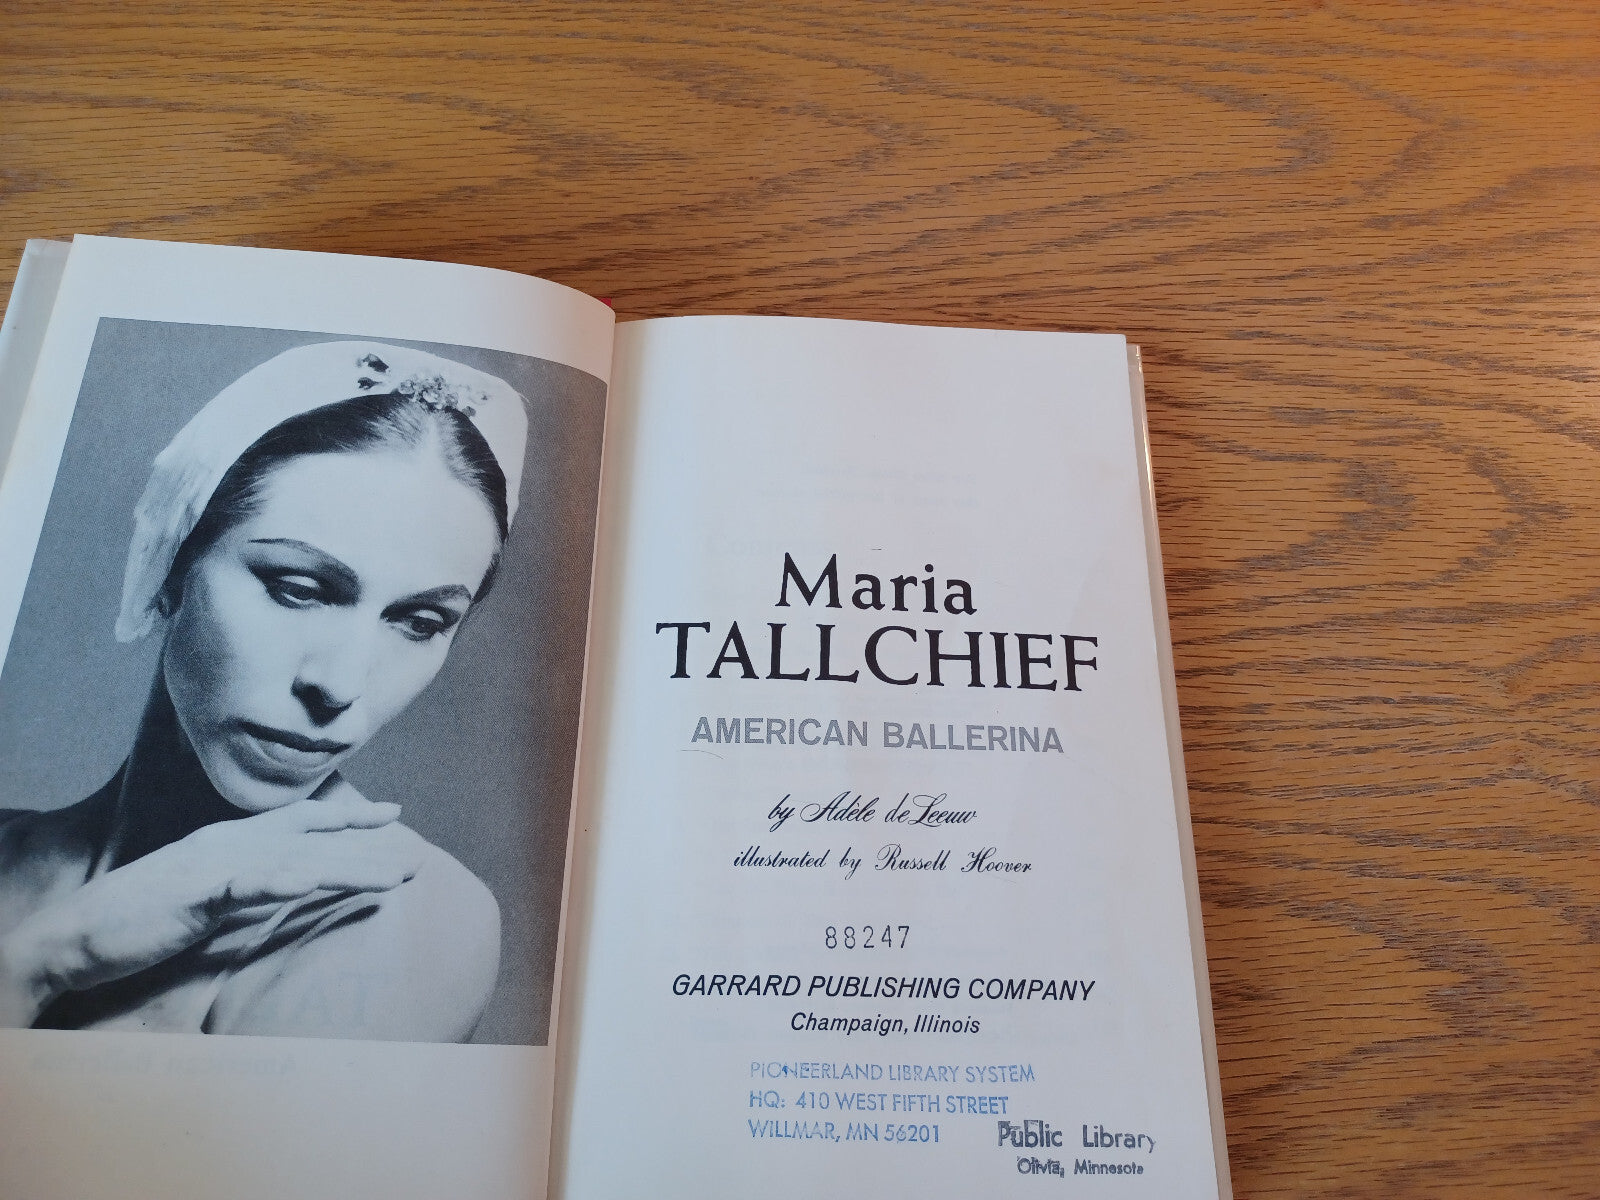 Maria
TALLCHIEF
AMERICAN BALLERINA
by Adèle deLeeuw
illustrated by Russell Hoover
88247
GARRARD PUBLISHING COMPANY
Champaign, Illinois
PIONEERLAND LIBRARY SYSTEM
HQ: 410 WEST FIFTH STREET
WILLMAR, MN 56201
Public Library
Olivia, Minnesota